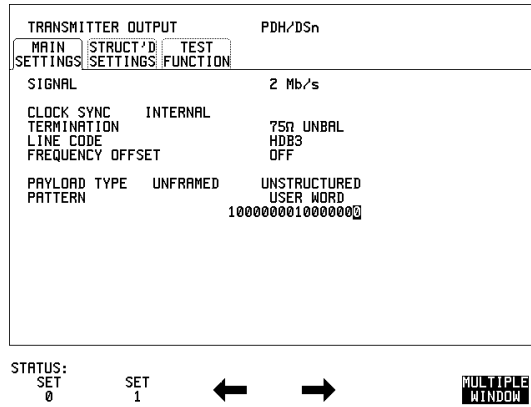 TRANSMITTER OUTPUT PDH/DSn
MAIN SETTINGS STRUCT'D SETTINGS TEST FUNCTION
SIGNAL 2 Mb/s
CLOCK SYNC INTERNAL
TERMINATION 75Ω UNBAL
LINE CODE HDB3
FREQUENCY OFFSET OFF
PAYLOAD TYPE UNFRAMED UNSTRUCTURED
PATTERN USER WORD
1000000010000000
STATUS:
SET 0 SET 1 MULTIPLE WINDOW